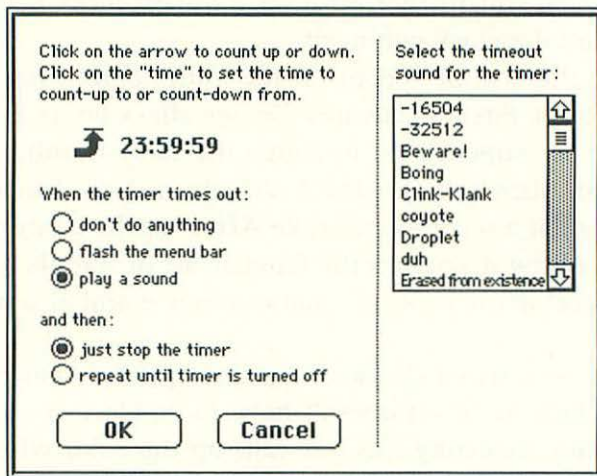 Click on the arrow to count up or down.
Click on the "time" to set the time to
count-up to or count-down from.
23:59:59
When the timer times out:
don't do anything
flash the menu bar
play a sound
and then:
just stop the timer
repeat until timer is turned off
OK
Cancel
Select the timeout
sound for the timer:
-16504
-32512
Beware!
Boing
Clink-Klank
coyote
Droplet
duh
Erased from existence